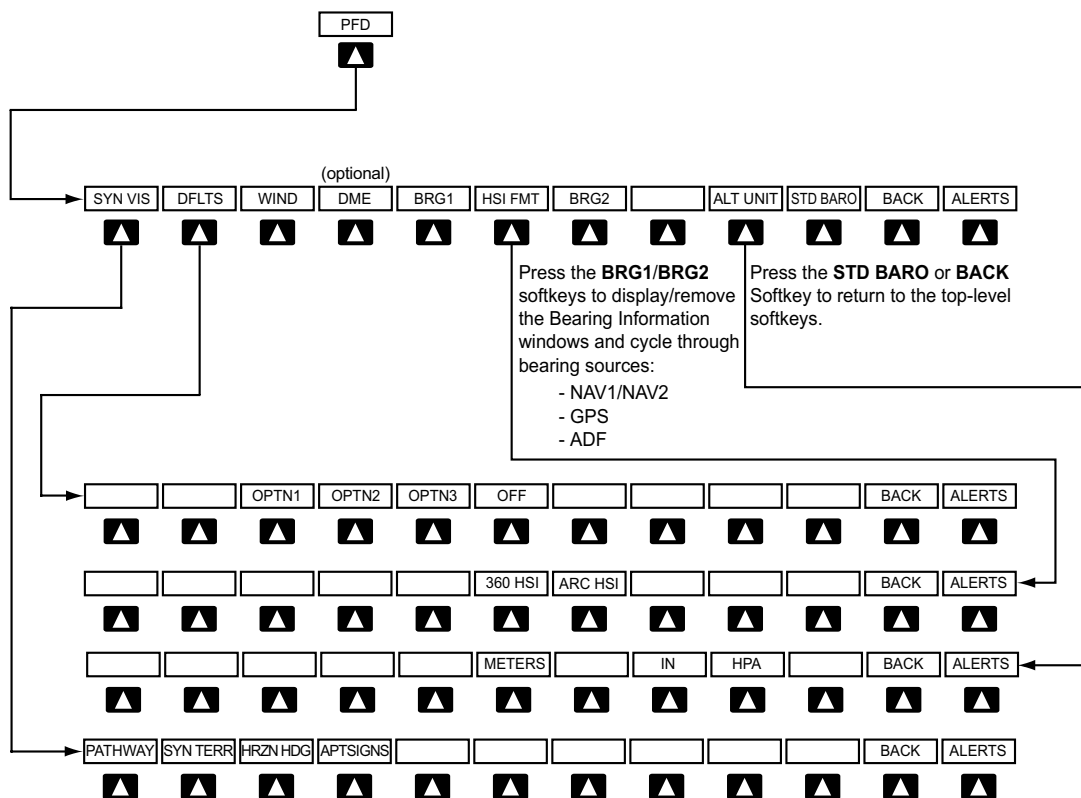 PFD
(optional)
SYN VIS DFLTS WIND DME BRG1 HSI FMT BRG2 ALT UNIT STD BARO BACK ALERTS
Press the BRG1/BRG2
softkeys to display/remove
the Bearing Information
windows and cycle through
bearing sources:
- NAV1/NAV2
- GPS
- ADF
Press the STD BARO or BACK
Softkey to return to the top-level
softkeys.
OPTN1 OPTN2 OPTN3 OFF BACK ALERTS
360 HSI ARC HSI BACK ALERTS
METERS IN HPA BACK ALERTS
PATHWAY SYN TERR HRZN HDG APTSIGNS BACK ALERTS